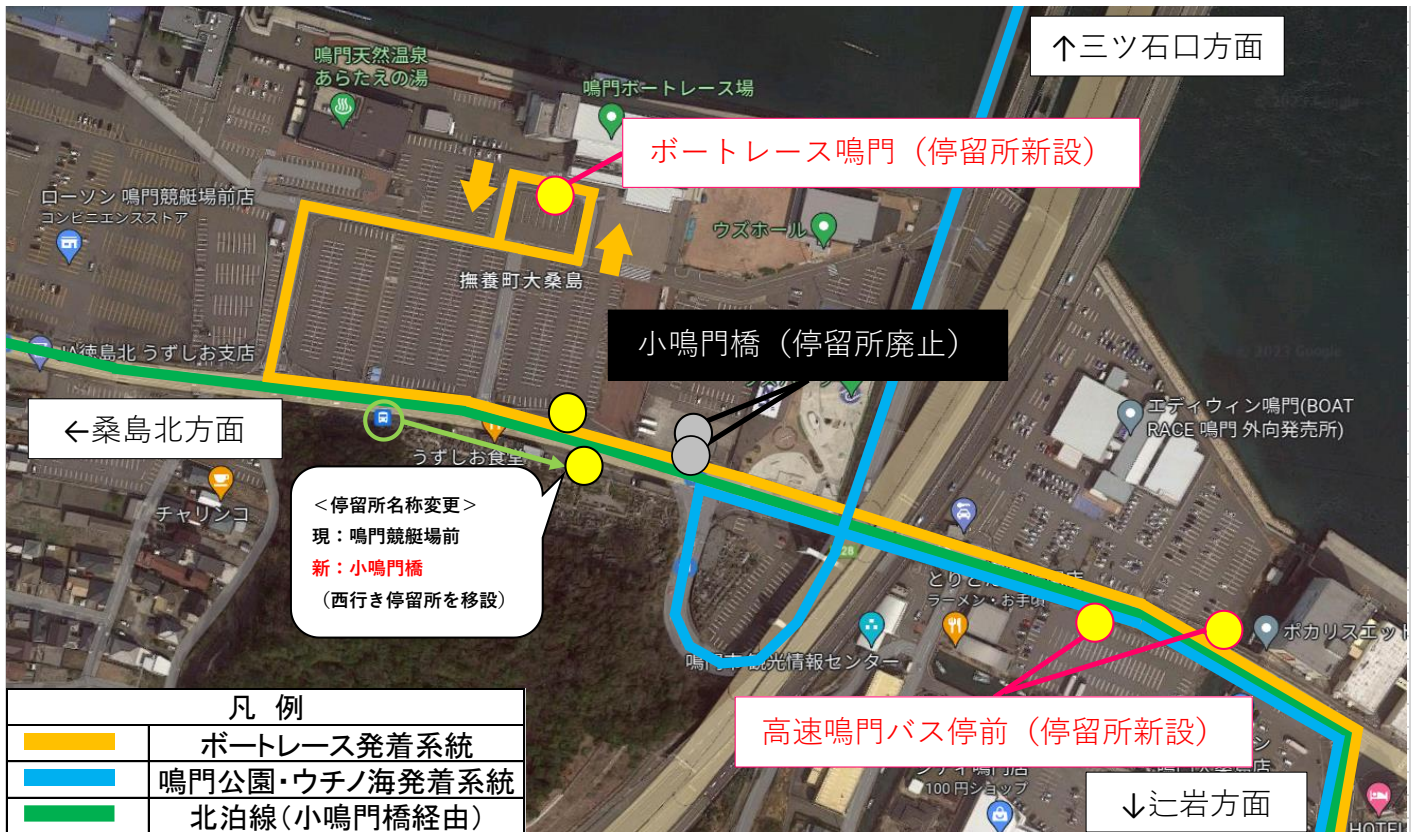 ↑三ツ石口方面
鳴門天然温泉
あらたえの湯
鳴門ボートレース場
ボートレース鳴門（停留所新設）
ローソン 鳴門競艇場前店
コンビニエンスストア
ウズホール
撫養町大桑島
小鳴門橋（停留所廃止）
JA徳島北 うずしお支店
←桑島北方面
エディウィン鳴門(BOAT
RACE 鳴門 外向発売所)
うずしお食堂
チャリンコ
＜停留所名称変更＞
現：鳴門競艇場前
新：小鳴門橋
（西行き停留所を移設）
28
ラーメン・お手頃
ポカリスエット
鳴門市観光情報センター
高速鳴門バス停前（停留所新設）
100 円ショップ
↓辻岩方面
HOTEL
凡 例
ボートレース発着系統
鳴門公園・ウチノ海発着系統
北泊線（小鳴門橋経由）